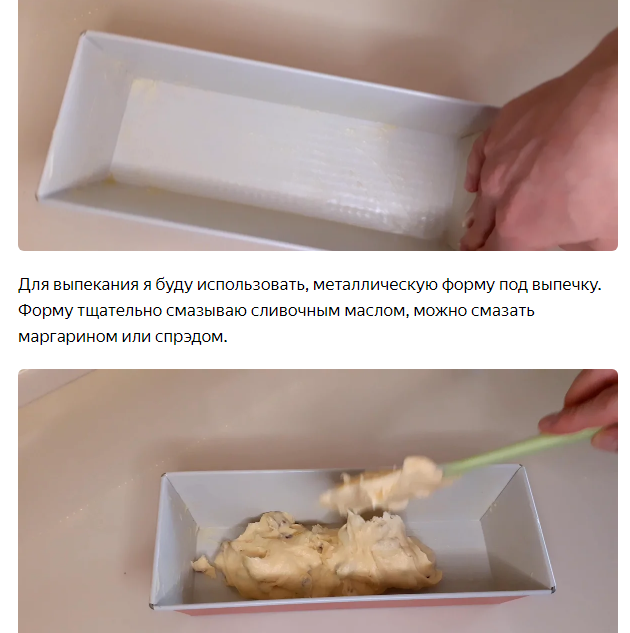 Для выпекания я буду использовать, металлическую форму под выпечку.
Форму тщательно смазываю сливочным маслом, можно смазать
маргарином или спрэдом.